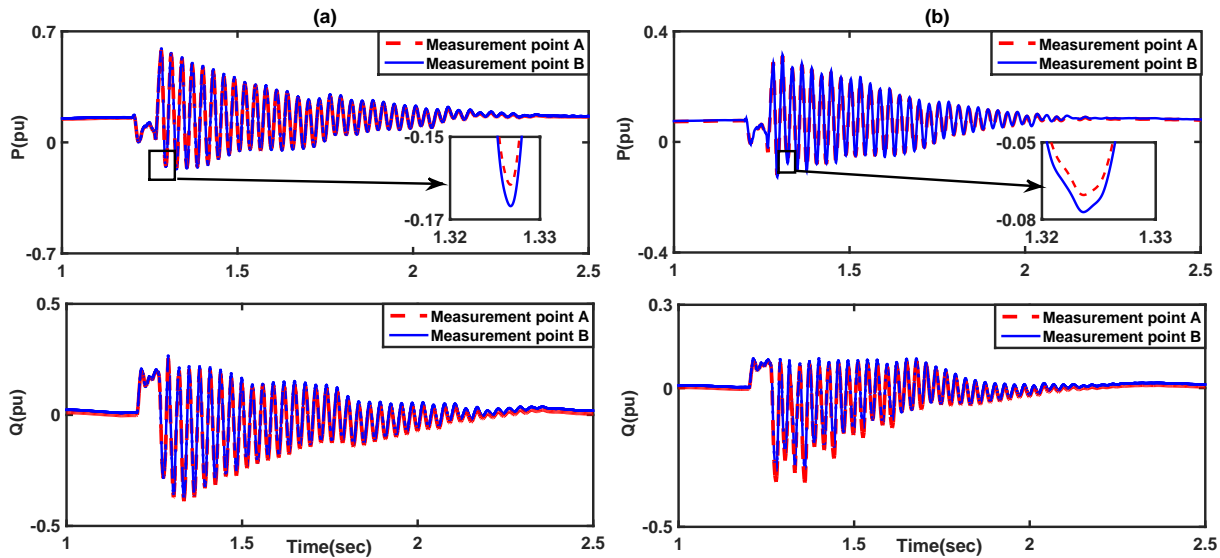 (a)
0.7
Measurement point A
Measurement point B
P(pu)
0
-0.15
-0.17
1.32
1.33
-0.7
1
1.5
2
2.5
(b)
0.4
Measurement point A
Measurement point B
P(pu)
0
-0.05
-0.08
1.32
1.33
-0.4
1
1.5
2
2.5
0.5
Measurement point A
Measurement point B
Q(pu)
0
-0.5
1
1.5
2
2.5
Time(sec)
0.3
Measurement point A
Measurement point B
Q(pu)
0
-0.5
1
1.5
2
2.5
Time(sec)